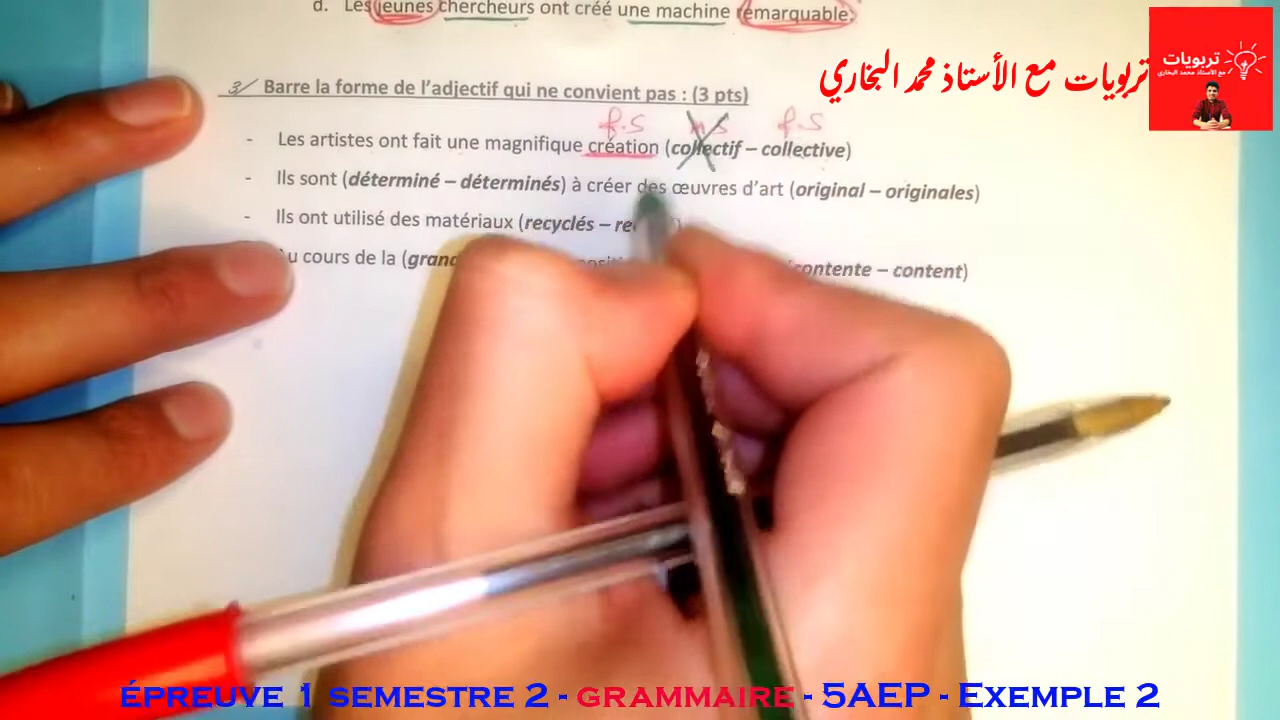 d. Les jeunes chercheurs ont créé une machine remarquable.
تربويات مع الأستاذ محمد البخاري
تربويات
مع الأستاذ محمد البخاري
3/ Barre la forme de l'adjectif qui ne convient pas : (3 pts)
f.s m.s f.s
- Les artistes ont fait une magnifique création (collectif – collective)
- Ils sont (déterminé – déterminés) à créer des œuvres d'art (original – originales)
- Ils ont utilisé des matériaux (recyclés –
cours de la (contente – content)
épreuve 1 semestre 2 - grammaire - 5AEP - Exemple 2